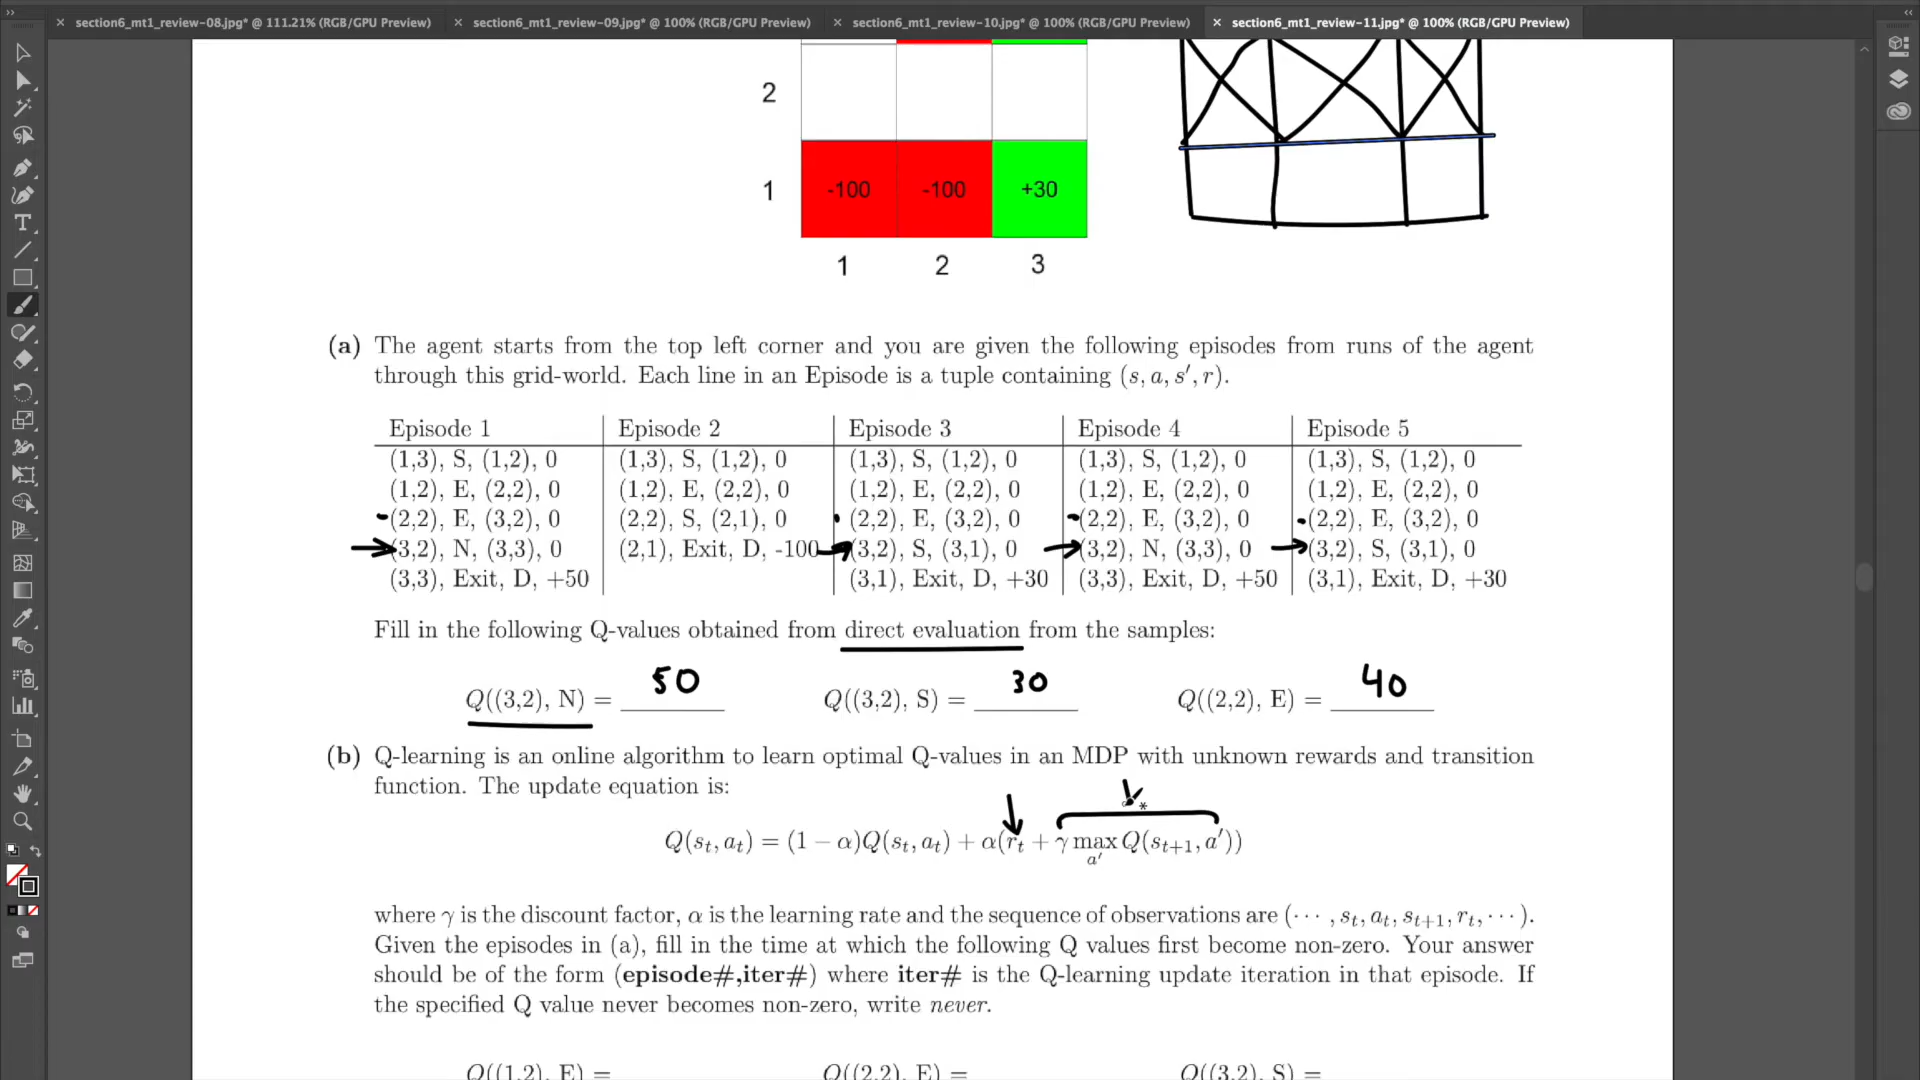 section6_mt1_review-08.jpg* @ 111.21% (RGB/GPU Preview)
section6_mt1_review-09.jpg* @ 100% (RGB/GPU Preview)
section6_mt1_review-10.jpg* @ 100% (RGB/GPU Preview)
section6_mt1_review-11.jpg* @ 100% (RGB/GPU Preview)
2
1 -100 -100 +30
1 2 3
(a) The agent starts from the top left corner and you are given the following episodes from runs of the agent
through this grid-world. Each line in an Episode is a tuple containing (s, a, s′, r).
Episode 1 Episode 2 Episode 3 Episode 4 Episode 5
(1,3), S, (1,2), 0 (1,3), S, (1,2), 0 (1,3), S, (1,2), 0 (1,3), S, (1,2), 0 (1,3), S, (1,2), 0
(1,2), E, (2,2), 0 (1,2), E, (2,2), 0 (1,2), E, (2,2), 0 (1,2), E, (2,2), 0 (1,2), E, (2,2), 0
(2,2), E, (3,2), 0 (2,2), S, (2,1), 0 (2,2), E, (3,2), 0 (2,2), E, (3,2), 0 (2,2), E, (3,2), 0
(3,2), N, (3,3), 0 (2,1), Exit, D, -100 (3,2), S, (3,1), 0 (3,2), N, (3,3), 0 (3,2), S, (3,1), 0
(3,3), Exit, D, +50 (3,1), Exit, D, +30 (3,3), Exit, D, +50 (3,1), Exit, D, +30
Fill in the following Q-values obtained from direct evaluation from the samples:
Q((3,2), N) = 50 Q((3,2), S) = 30 Q((2,2), E) = 40
(b) Q-learning is an online algorithm to learn optimal Q-values in an MDP with unknown rewards and transition
function. The update equation is:
Q(sₜ, aₜ) = (1 − α)Q(sₜ, aₜ) + α(rₜ + γ max_{a′} Q(sₜ₊₁, a′))
where γ is the discount factor, α is the learning rate and the sequence of observations are (··· , sₜ, aₜ, sₜ₊₁, rₜ, ···).
Given the episodes in (a), fill in the time at which the following Q values first become non-zero. Your answer
should be of the form (episode#,iter#) where iter# is the Q-learning update iteration in that episode. If
the specified Q value never becomes non-zero, write never.
Q((1,2), E) = Q((2,2), E) = Q((3,2), S) =